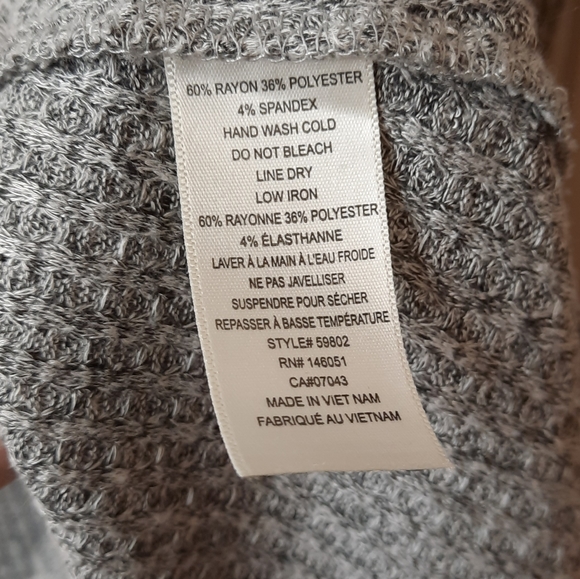 60% RAYON 36% POLYESTER
4% SPANDEX
HAND WASH COLD
DO NOT BLEACH
LINE DRY
LOW IRON
60% RAYONNE 36% POLYESTER
4% ÉLASTHANNE
LAVER À LA MAIN À L'EAU FROIDE
NE PAS JAVELLISER
SUSPENDRE POUR SÉCHER
REPASSER À BASSE TEMPÉRATURE
STYLE# 59802
RN# 146051
CA#07043
MADE IN VIET NAM
FABRIQUÉ AU VIETNAM